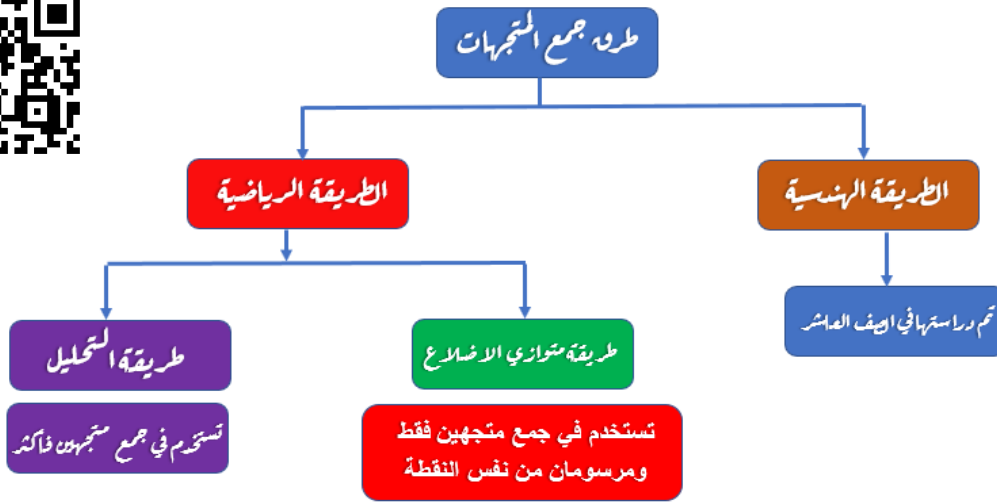 طرق جمع المتجهات
الطريقة الهندسية
الطريقة الرياضية
تم دراستها في الصف العاشر
طريقة متوازي الاضلاع
طريقة التحليل
تستخدم في جمع متجهين فقط
ومرسومان من نفس النقطة
تستخدم في جمع متجهين فأكثر